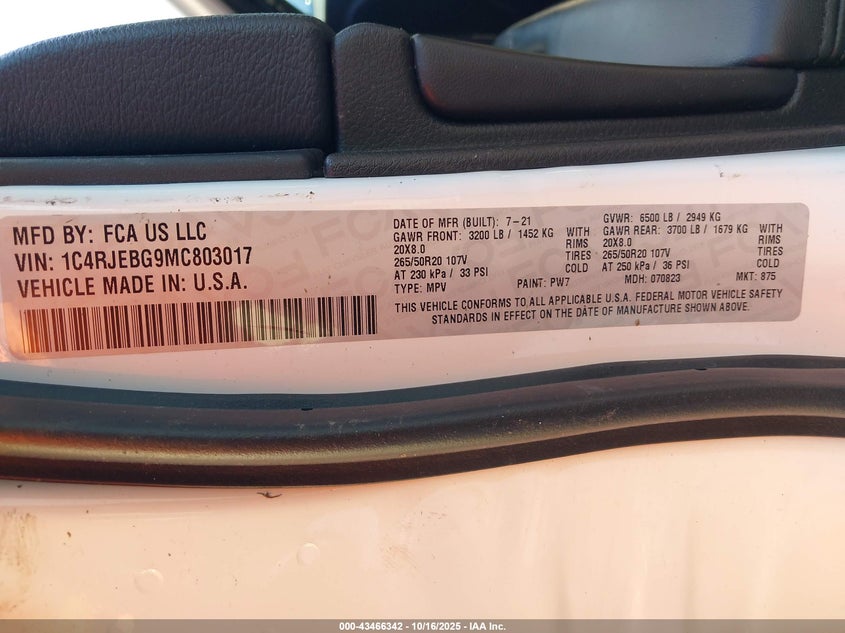 MFD BY: FCA US LLC
VIN: 1C4RJEBG9MC803017
VEHICLE MADE IN: U.S.A.
DATE OF MFR (BUILT): 7-21 GVWR: 6500 LB / 2949 KG
GAWR FRONT: 3200 LB / 1452 KG WITH GAWR REAR: 3700 LB / 1679 KG WITH
20X8.0 RIMS 20X8.0 RIMS
265/50R20 107V TIRES 265/50R20 107V TIRES
AT 230 kPa / 33 PSI COLD AT 250 kPa / 36 PSI COLD
TYPE: MPV PAINT: PW7 MDH: 070823 MKT: 875
THIS VEHICLE CONFORMS TO ALL APPLICABLE U.S.A. FEDERAL MOTOR VEHICLE SAFETY
STANDARDS IN EFFECT ON THE DATE OF MANUFACTURE SHOWN ABOVE.
000-43466342 | 10/16/2025 | IAA Inc.